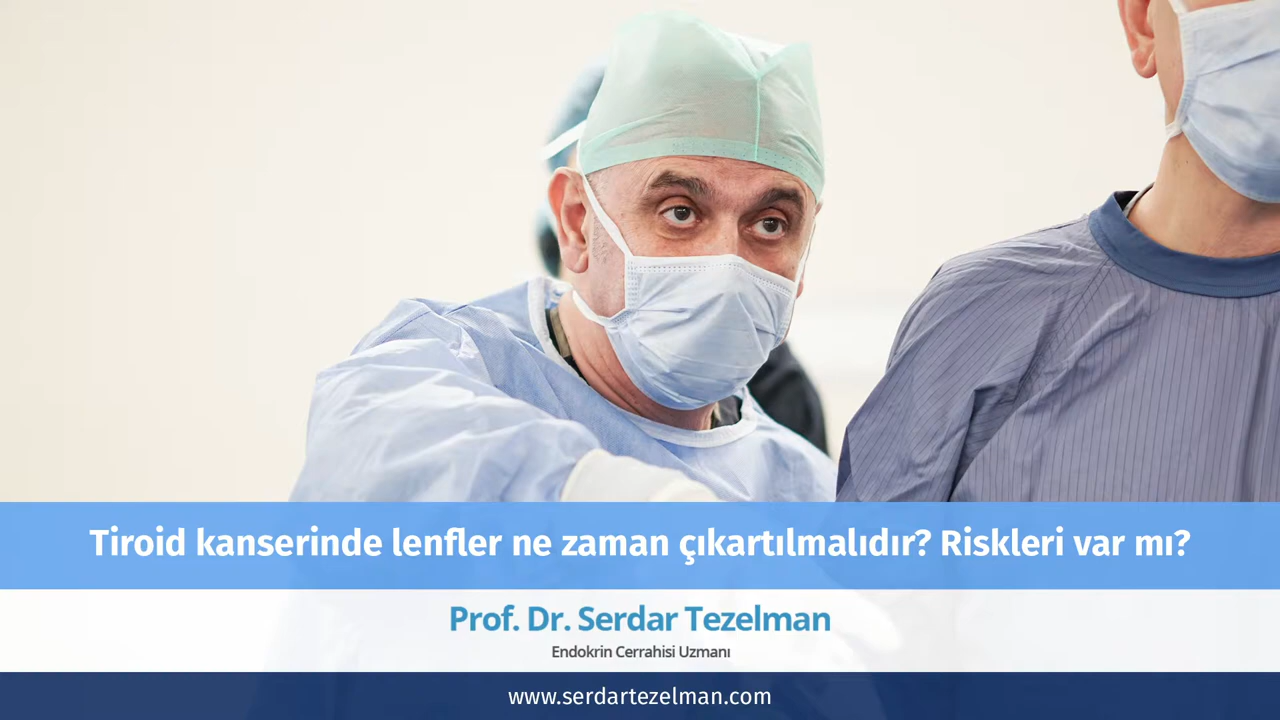 Tiroid kanserinde lenfler ne zaman çıkartılmalıdır? Riskleri var mı?
Prof. Dr. Serdar Tezelman
Endokrin Cerrahisi Uzmanı
www.serdartezelman.com